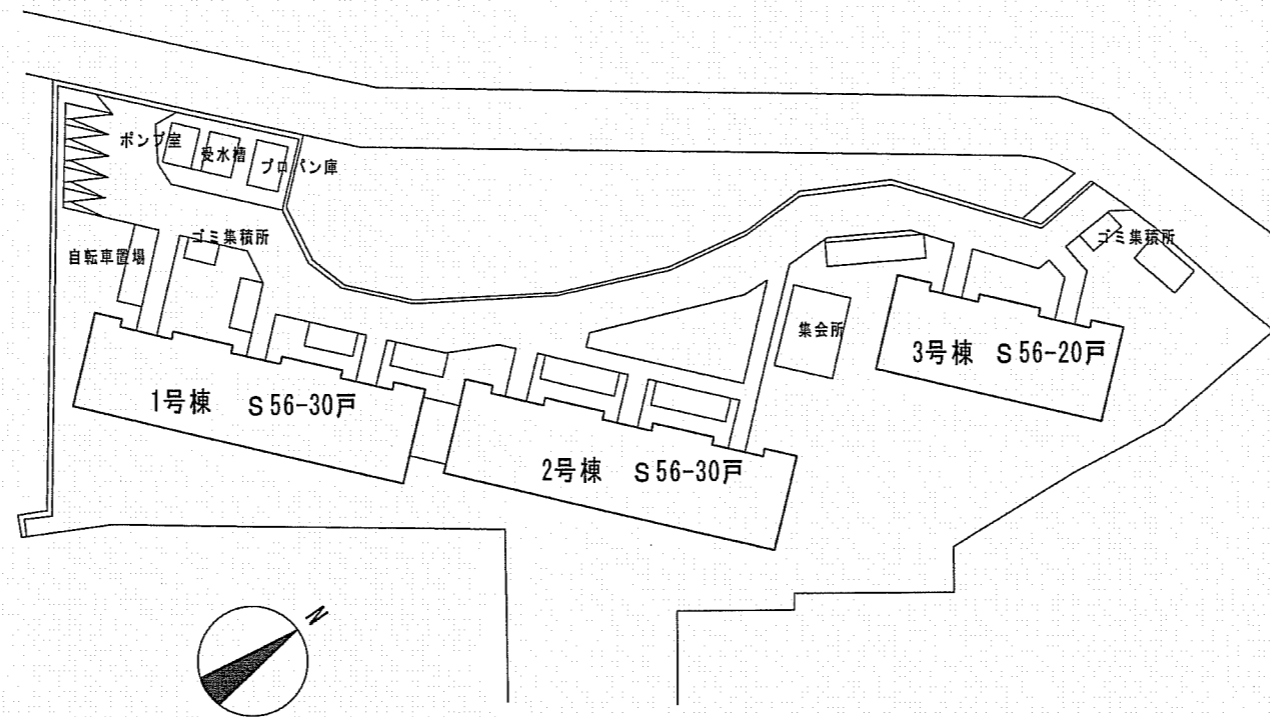 ポンプ室
受水槽
プロパン庫
ゴミ集積所
自転車置場
ゴミ集積所
集会所
3号棟 S56-20戸
1号棟 S56-30戸
2号棟 S56-30戸
N